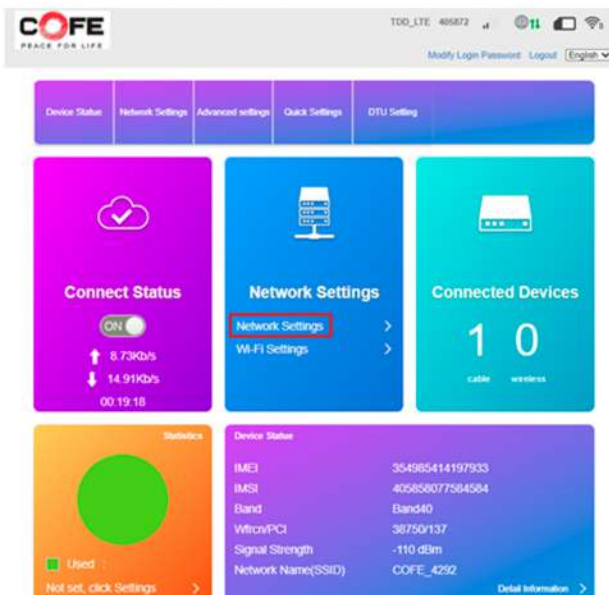 COFE
PEACE FOR LIFE
TDD_LTE 405872
Modify Login Password Logout English
Device Status Network Settings Advanced settings Quick Settings DTU Setting
Connect Status
ON
8.73Kb/s
14.91Kb/s
00:19:18
Network Settings
Network Settings >
Wi-Fi Settings >
Connected Devices
1 0
cable wireless
Statistics
Used :
Not set, click Settings >
Device Status
IMEI 354985414197933
IMSI 405858077584584
Band Band40
Wfrcn/PCI 38750/137
Signal Strength -110 dBm
Network Name(SSID) COFE_4292
Detail Information >